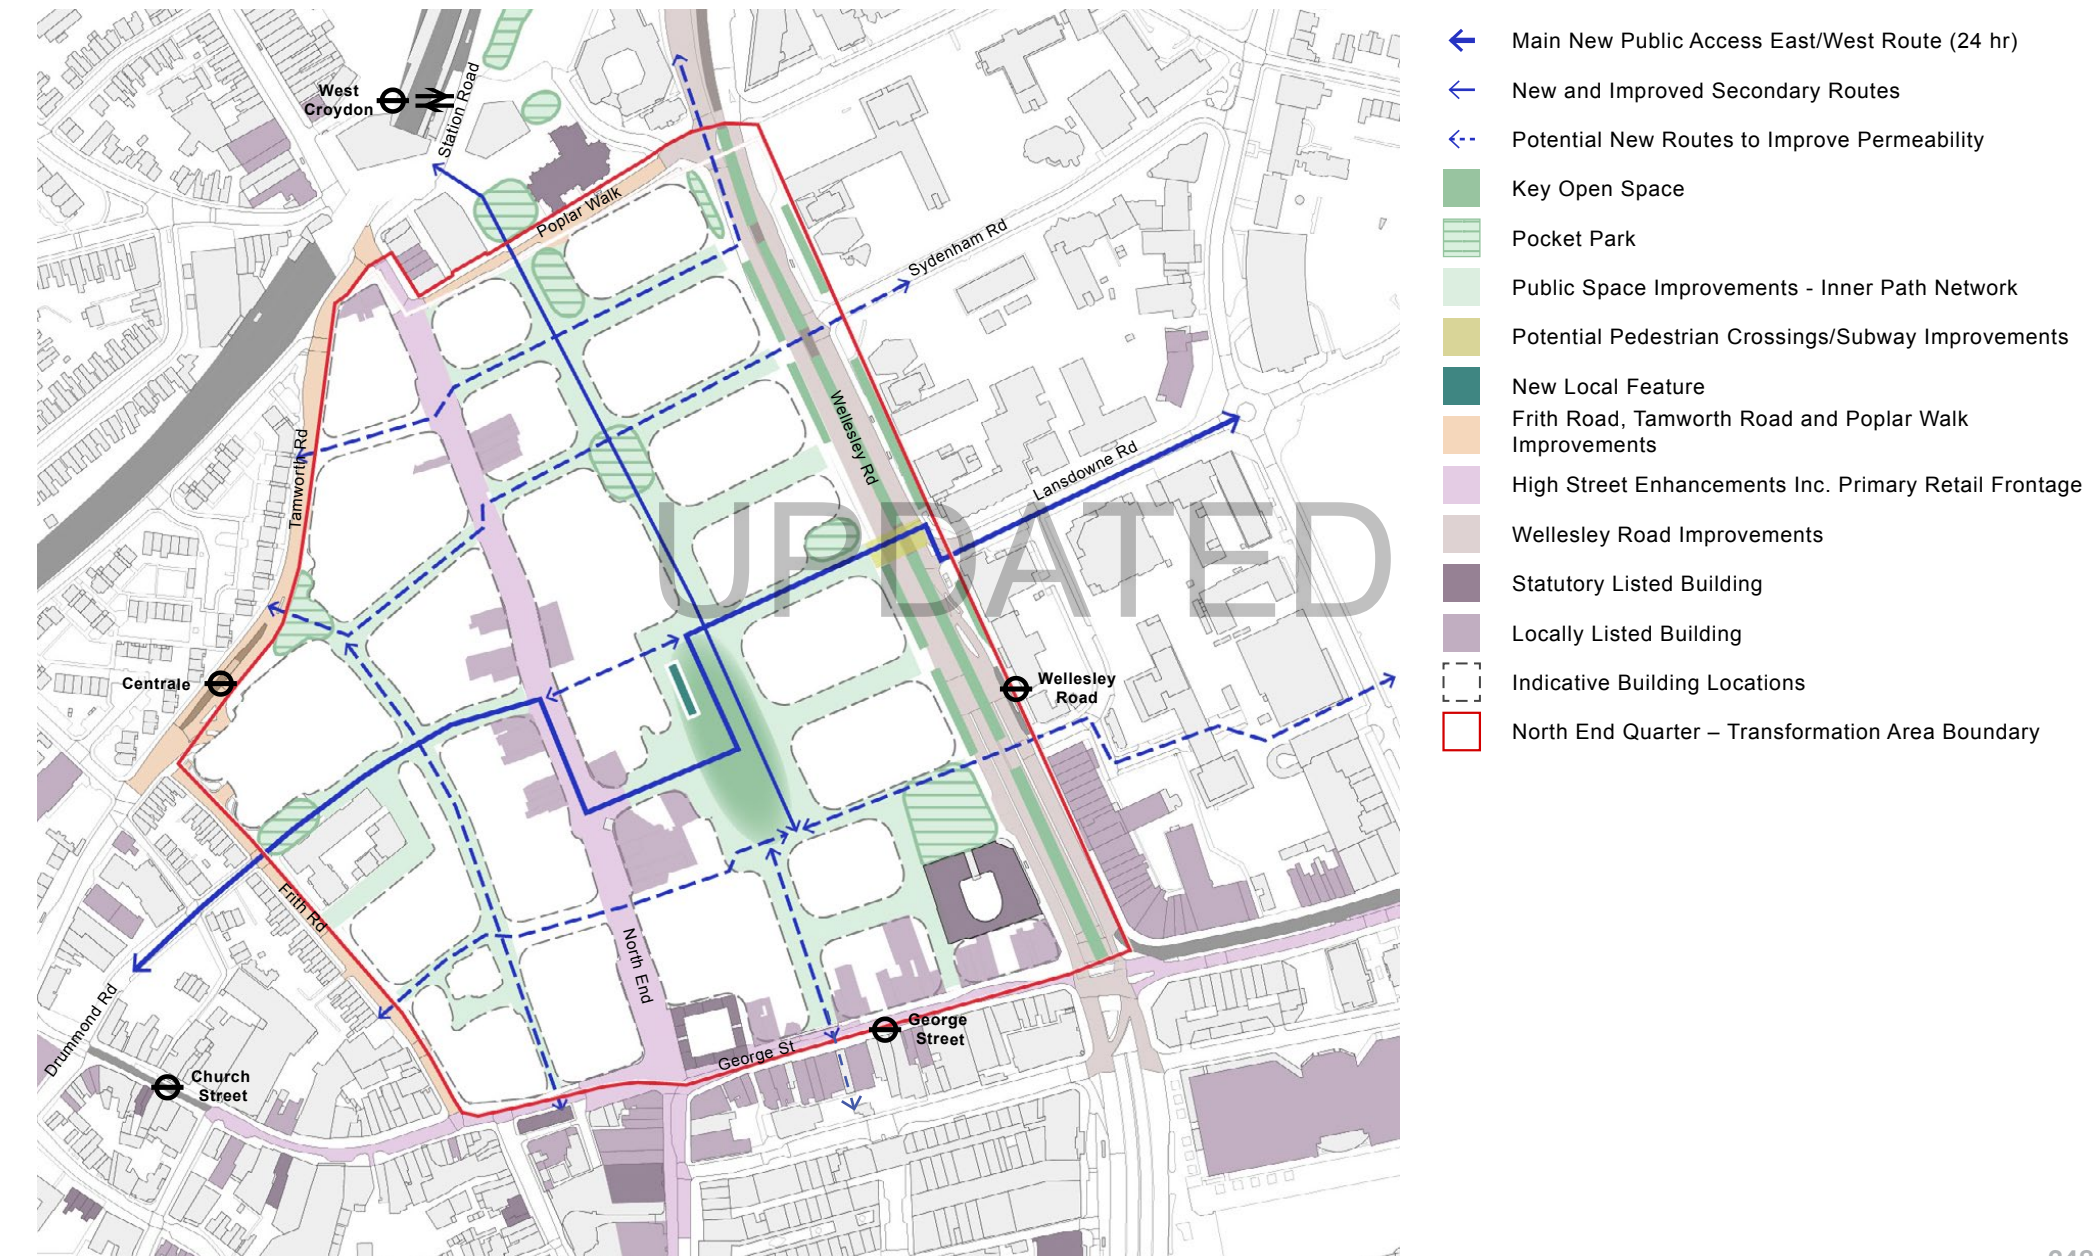 West
Croydon
Station Road
Poplar Walk
Sydenham Rd
Tamworth Rd
Wellesley Rd
Lansdowne Rd
UPDATED
Centrale
Wellesley
Road
Frith Rd
North End
Drummond Rd
George
Street
George St
Church
Street
Main New Public Access East/West Route (24 hr)
New and Improved Secondary Routes
Potential New Routes to Improve Permeability
Key Open Space
Pocket Park
Public Space Improvements - Inner Path Network
Potential Pedestrian Crossings/Subway Improvements
New Local Feature
Frith Road, Tamworth Road and Poplar Walk
Improvements
High Street Enhancements Inc. Primary Retail Frontage
Wellesley Road Improvements
Statutory Listed Building
Locally Listed Building
Indicative Building Locations
North End Quarter – Transformation Area Boundary